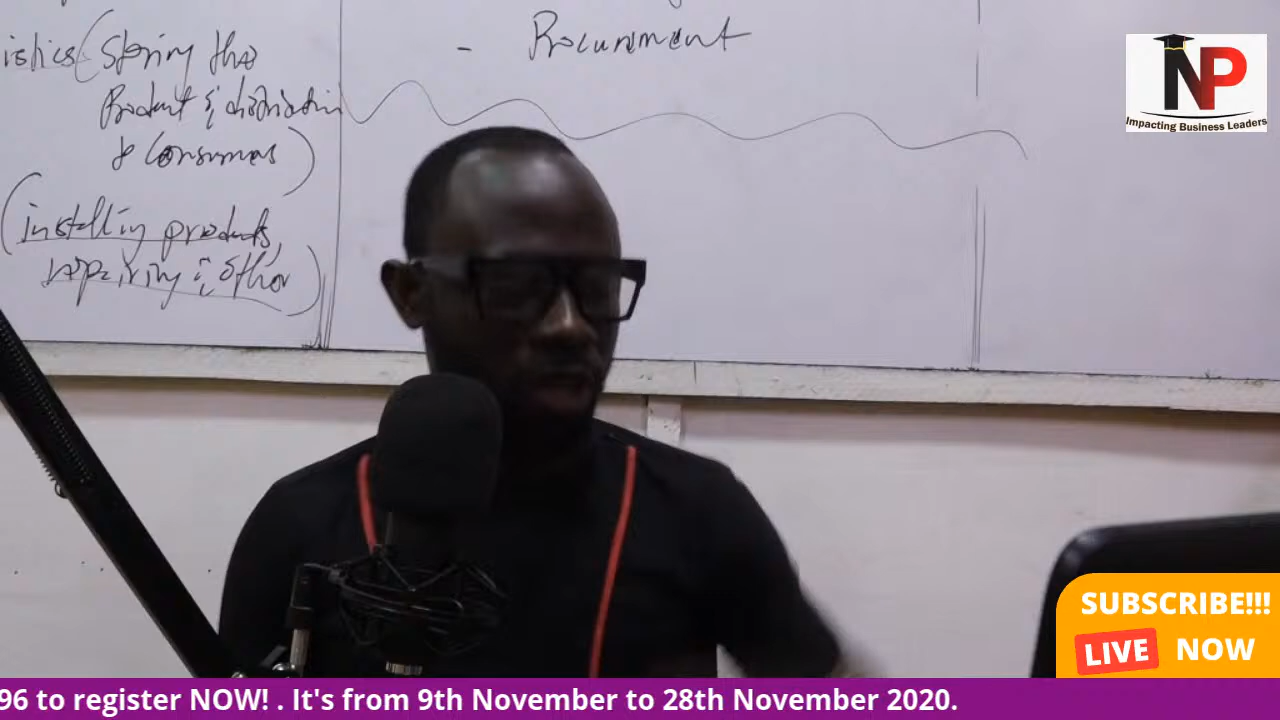 istics (Storing the
Product & distribution
& Consumers)
(installing products,
repairing & other)
- Procurement
NP
Impacting Business Leaders
SUBSCRIBE!!!
LIVE NOW
96 to register NOW! . It's from 9th November to 28th November 2020.